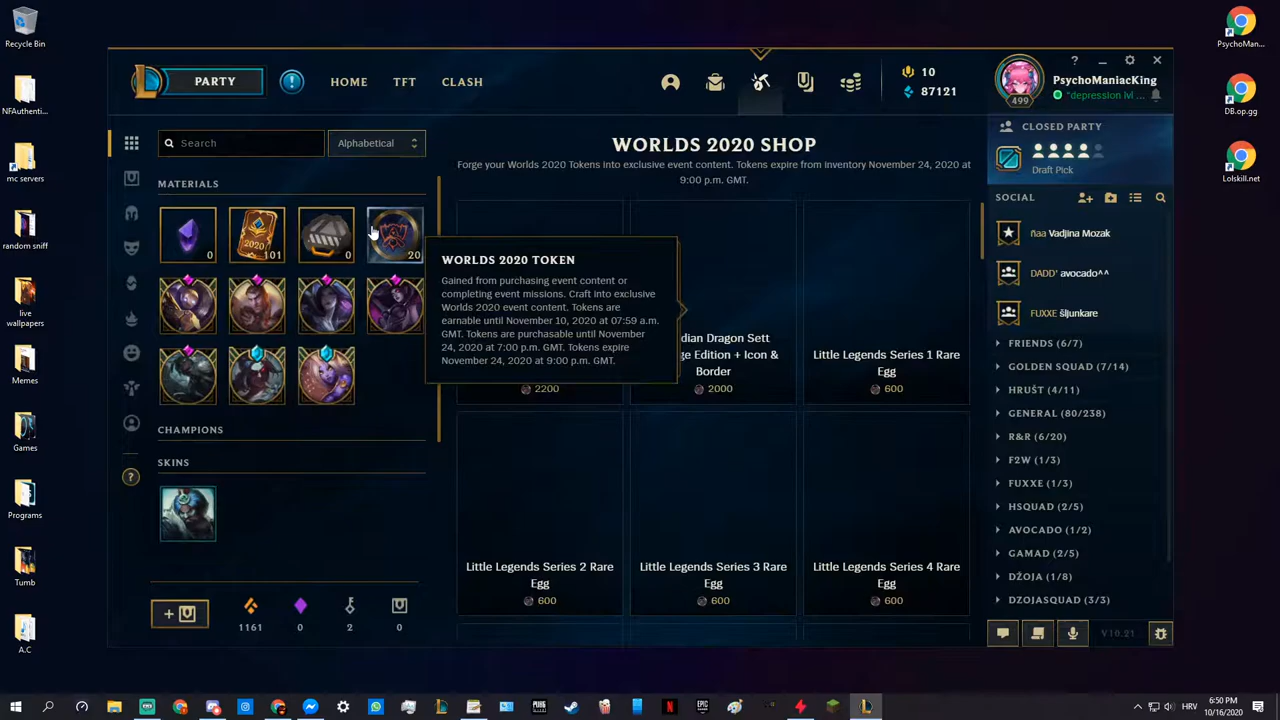 Recycle Bin
NFAuthenti...
mc servers
random sniff
live
wallpapers
Memes
Games
Programs
Tumb
A.C
PARTY
HOME
TFT
CLASH
10
87121
?
499
PsychoManiacKing
"depression lvl
Search
Alphabetical
MATERIALS
0
2020
101
0
20
CHAMPIONS
SKINS
?
1161
0
2
0
WORLDS 2020 SHOP
Forge your Worlds 2020 Tokens into exclusive event content. Tokens expire from inventory November 24, 2020 at
9:00 p.m. GMT.
WORLDS 2020 TOKEN
Gained from purchasing event content or
completing event missions. Craft into exclusive
Worlds 2020 event content. Tokens are
earnable until November 10, 2020 at 07:59 a.m.
GMT. Tokens are purchasable until November
24, 2020 at 7:00 p.m. GMT. Tokens expire
November 24, 2020 at 9:00 p.m. GMT.
2200
dian Dragon Sett
ge Edition + Icon &
Border
2000
Little Legends Series 1 Rare
Egg
600
Little Legends Series 2 Rare
Egg
600
Little Legends Series 3 Rare
Egg
600
Little Legends Series 4 Rare
Egg
600
CLOSED PARTY
Draft Pick
SOCIAL
ñaa Vadjina Mozak
DADD' avocado^^
FUXXE šljunkare
FRIENDS (6/7)
GOLDEN SQUAD (7/14)
HRUŠT (4/11)
GENERAL (80/238)
R&R (6/20)
F2W (1/3)
FUXXE (1/3)
HSQUAD (2/5)
AVOCADO (1/2)
GAMAD (2/5)
DŽOJA (1/8)
DZOJASQUAD (3/3)
V10.21
PsychoMan...
DB.op.gg
Lolskill.net
HRV
6:50 PM
10/16/2020